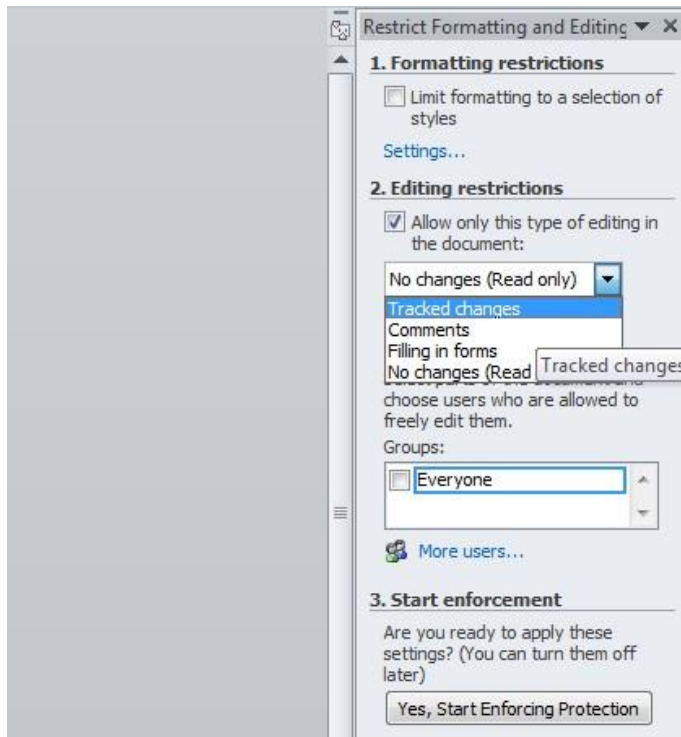 Restrict Formatting and Editing
1. Formatting restrictions
Limit formatting to a selection of
styles
Settings...
2. Editing restrictions
Allow only this type of editing in
the document:
No changes (Read only)
Tracked changes
Comments
Filling in forms
No changes (Read
Tracked changes
choose users who are allowed to
freely edit them.
Groups:
Everyone
More users...
3. Start enforcement
Are you ready to apply these
settings? (You can turn them off
later)
Yes, Start Enforcing Protection